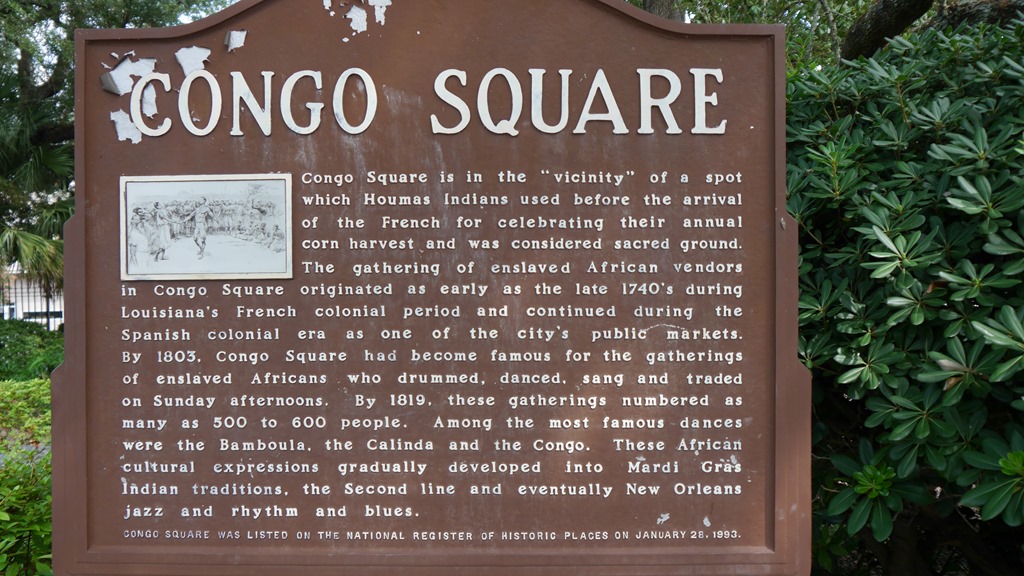 CONGO SQUARE
Congo Square is in the "vicinity" of a spot
which Houmas Indians used before the arrival
of the French for celebrating their annual
corn harvest and was considered sacred ground.
The gathering of enslaved African vendors
in Congo Square originated as early as the late 1740's during
Louisiana's French colonial period and continued during the
Spanish colonial era as one of the city's public markets.
By 1803, Congo Square had become famous for the gatherings
of enslaved Africans who drummed, danced, sang and traded
on Sunday afternoons. By 1819, these gatherings numbered as
many as 500 to 600 people. Among the most famous dances
were the Bamboula, the Calinda and the Congo. These African
cultural expressions gradually developed into Mardi Gras
Indian traditions, the Second line and eventually New Orleans
jazz and rhythm and blues.
CONGO SQUARE WAS LISTED ON THE NATIONAL REGISTER OF HISTORIC PLACES ON JANUARY 28, 1993.